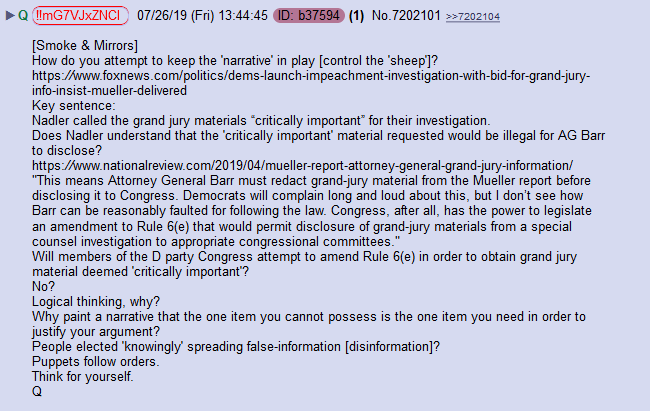 ▶ Q !!mG7VJxZNCI 07/26/19 (Fri) 13:44:45 ID: b37594 (1) No.7202101 >>7202104
[Smoke & Mirrors]
How do you attempt to keep the 'narrative' in play [control the 'sheep']?
https://www.foxnews.com/politics/dems-launch-impeachment-investigation-with-bid-for-grand-jury-
info-insist-mueller-delivered
Key sentence:
Nadler called the grand jury materials “critically important” for their investigation.
Does Nadler understand that the 'critically important' material requested would be illegal for AG Barr
to disclose?
https://www.nationalreview.com/2019/04/mueller-report-attorney-general-grand-jury-information/
"This means Attorney General Barr must redact grand-jury material from the Mueller report before
disclosing it to Congress. Democrats will complain long and loud about this, but I don’t see how
Barr can be reasonably faulted for following the law. Congress, after all, has the power to legislate
an amendment to Rule 6(e) that would permit disclosure of grand-jury materials from a special
counsel investigation to appropriate congressional committees."
Will members of the D party Congress attempt to amend Rule 6(e) in order to obtain grand jury
material deemed 'critically important'?
No?
Logical thinking, why?
Why paint a narrative that the one item you cannot possess is the one item you need in order to
justify your argument?
People elected 'knowingly' spreading false-information [disinformation]?
Puppets follow orders.
Think for yourself.
Q